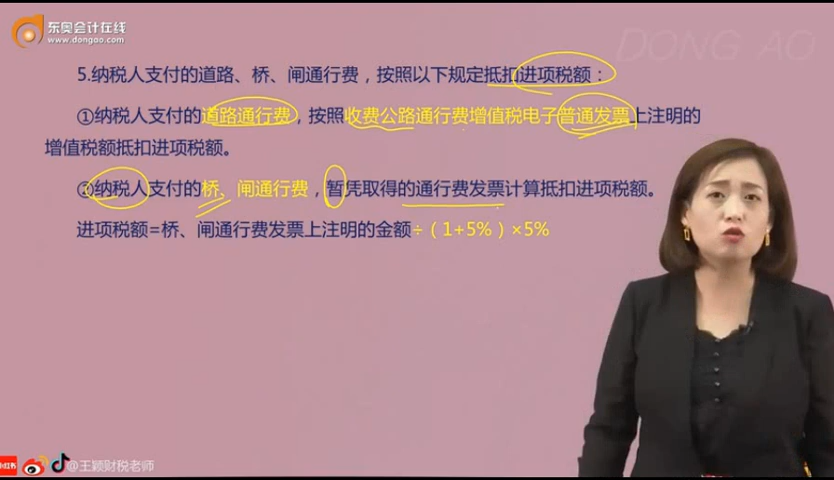 东奥会计在线
www.dongao.com
DONG AO
5.纳税人支付的道路、桥、闸通行费，按照以下规定抵扣进项税额：
①纳税人支付的道路通行费，按照收费公路通行费增值税电子普通发票上注明的
增值税额抵扣进项税额。
②纳税人支付的桥、闸通行费，暂凭取得的通行费发票计算抵扣进项税额。
进项税额=桥、闸通行费发票上注明的金额÷（1+5%）×5%
小红书
@王颖财税老师